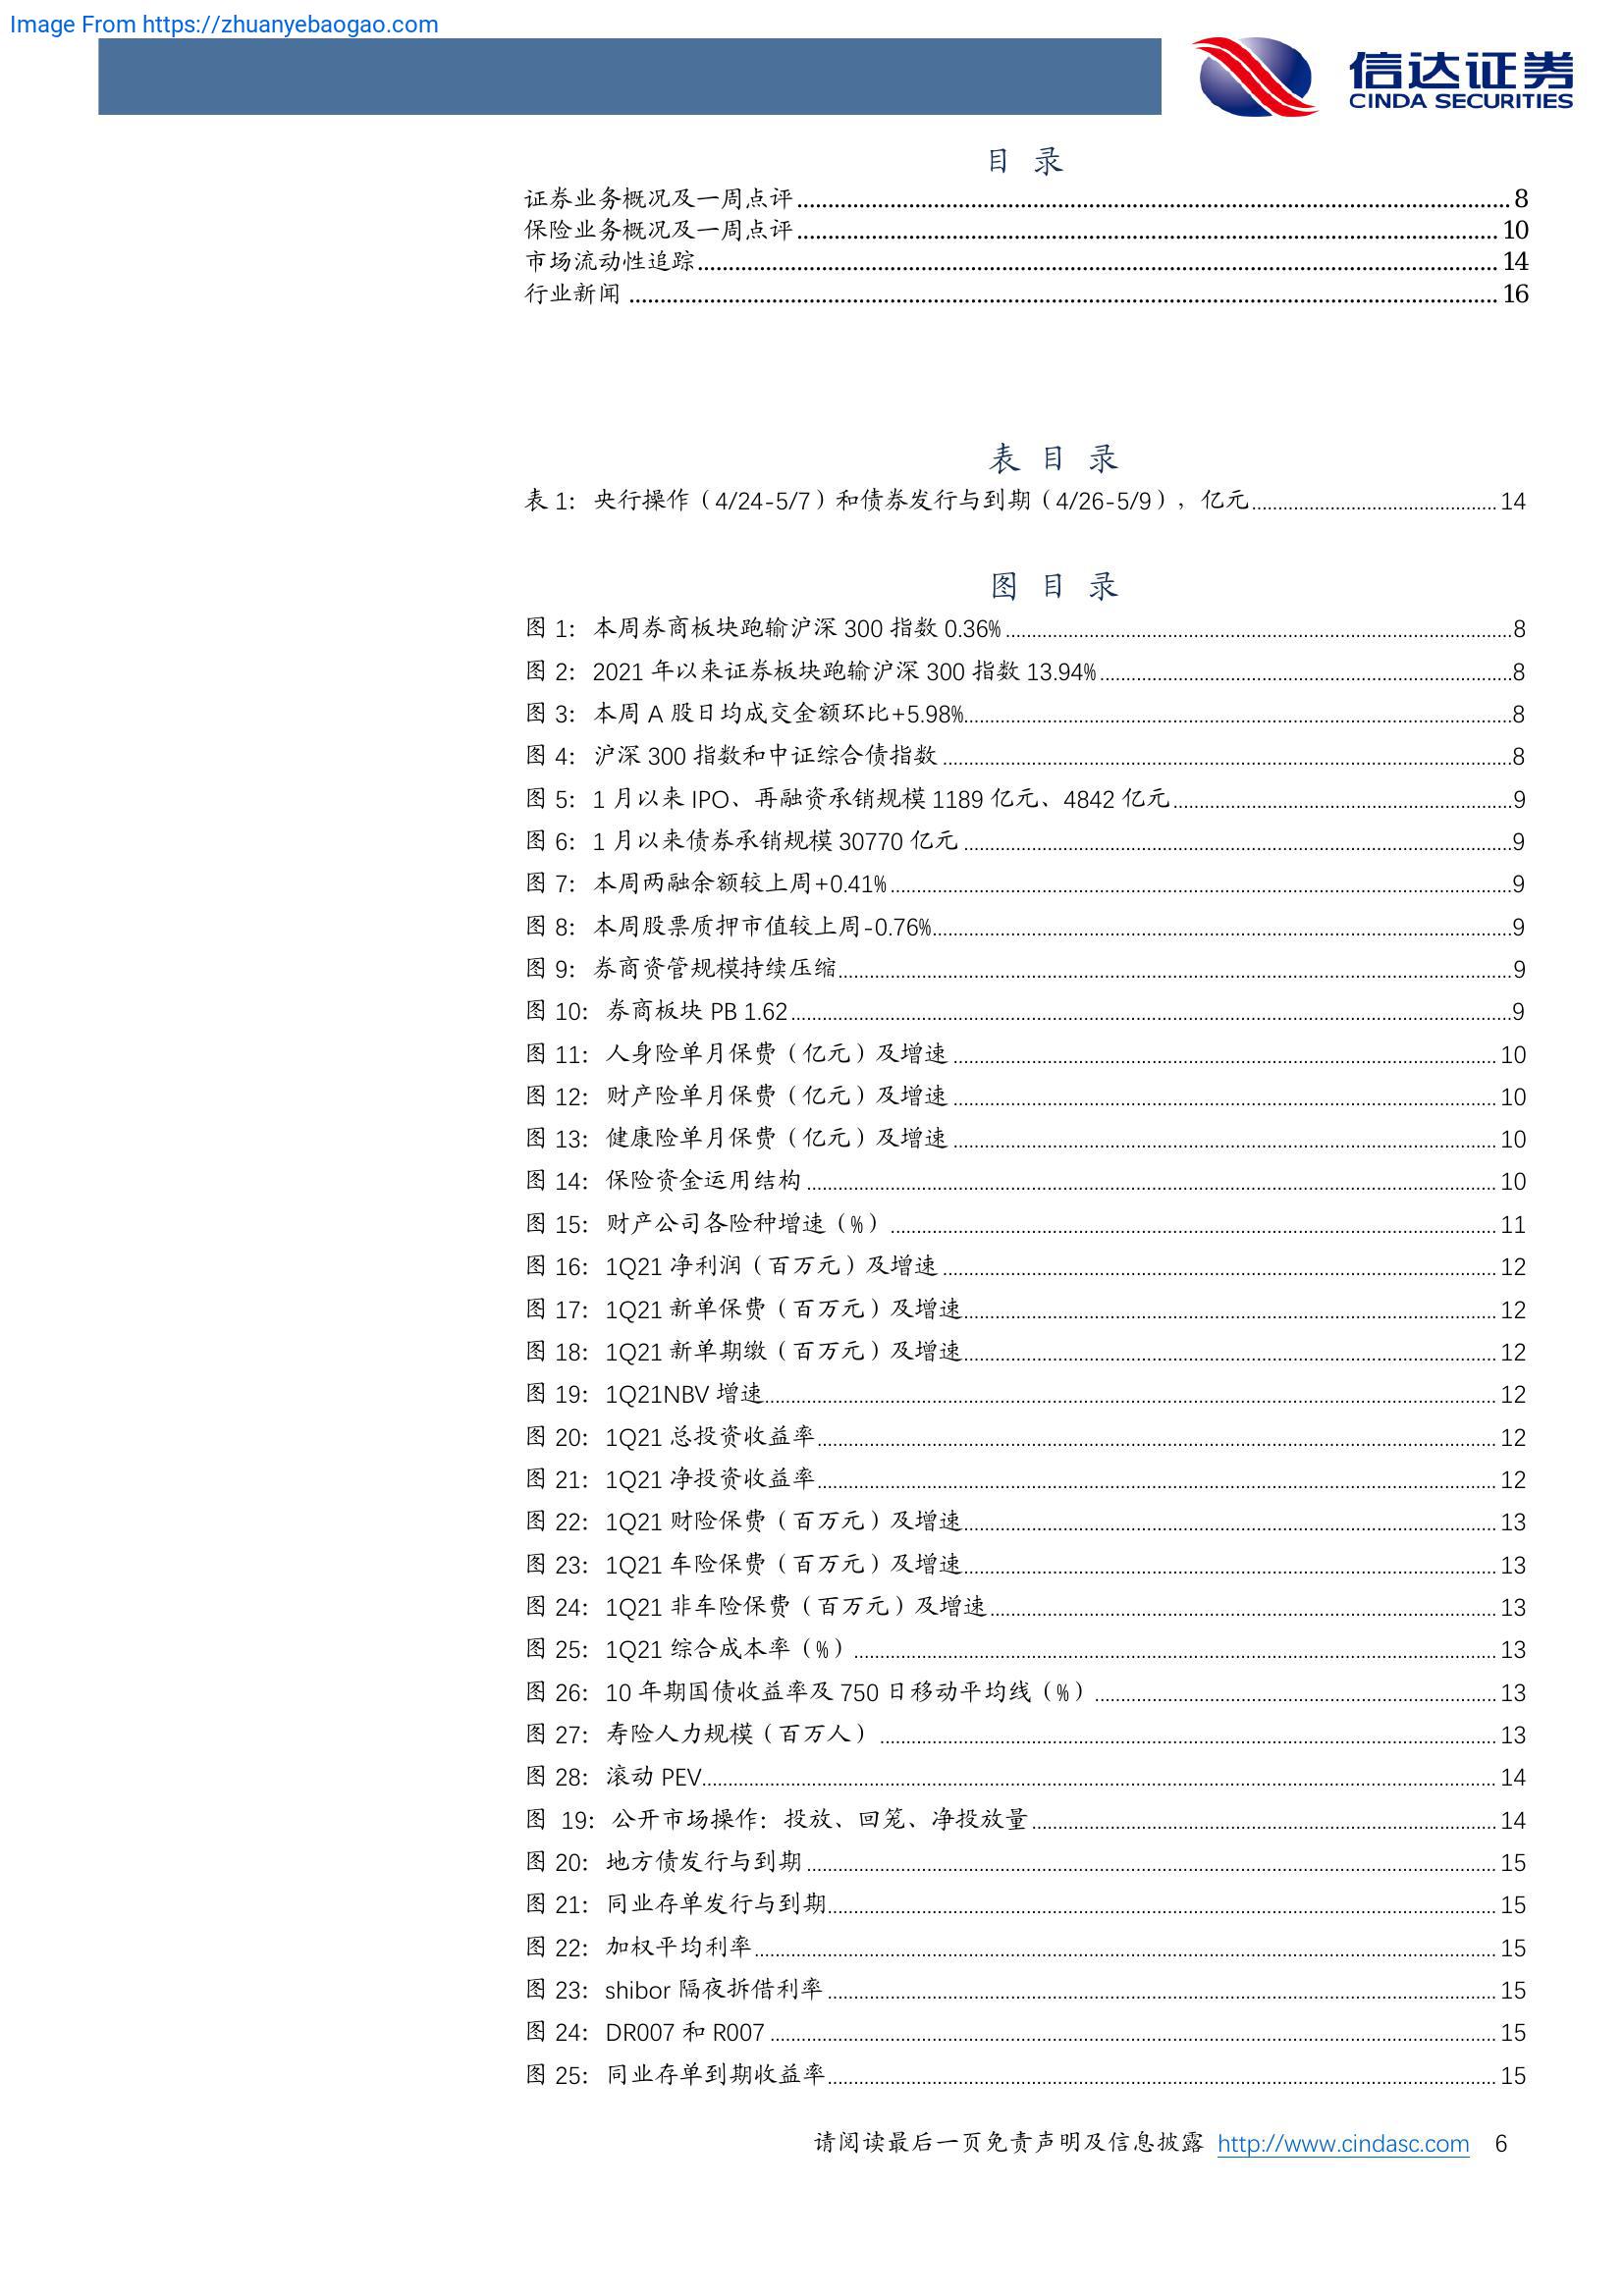 Image From https://zhuanyebaogao.com
信达证券
CINDA SECURITIES
目 录
证券业务概况及一周点评 8
保险业务概况及一周点评 10
市场流动性追踪 14
行业新闻 16
表 目 录
表 1：央行操作（4/24-5/7）和债券发行与到期（4/26-5/9），亿元 14
图 目 录
图 1：本周券商板块跑输沪深 300 指数 0.36% 8
图 2：2021 年以来证券板块跑输沪深 300 指数 13.94% 8
图 3：本周 A 股日均成交金额环比+5.98% 8
图 4：沪深 300 指数和中证综合债指数 8
图 5：1 月以来 IPO、再融资承销规模 1189 亿元、4842 亿元 9
图 6：1 月以来债券承销规模 30770 亿元 9
图 7：本周两融余额较上周+0.41% 9
图 8：本周股票质押市值较上周-0.76% 9
图 9：券商资管规模持续压缩 9
图 10：券商板块 PB 1.62 9
图 11：人身险单月保费（亿元）及增速 10
图 12：财产险单月保费（亿元）及增速 10
图 13：健康险单月保费（亿元）及增速 10
图 14：保险资金运用结构 10
图 15：财产公司各险种增速（%） 11
图 16：1Q21 净利润（百万元）及增速 12
图 17：1Q21 新单保费（百万元）及增速 12
图 18：1Q21 新单期缴（百万元）及增速 12
图 19：1Q21NBV 增速 12
图 20：1Q21 总投资收益率 12
图 21：1Q21 净投资收益率 12
图 22：1Q21 财险保费（百万元）及增速 13
图 23：1Q21 车险保费（百万元）及增速 13
图 24：1Q21 非车险保费（百万元）及增速 13
图 25：1Q21 综合成本率（%） 13
图 26：10 年期国债收益率及 750 日移动平均线（%） 13
图 27：寿险人力规模（百万人） 13
图 28：滚动 PEV 14
图 19：公开市场操作：投放、回笼、净投放量 14
图 20：地方债发行与到期 15
图 21：同业存单发行与到期 15
图 22：加权平均利率 15
图 23：shibor 隔夜拆借利率 15
图 24：DR007 和 R007 15
图 25：同业存单到期收益率 15
请阅读最后一页免责声明及信息披露 http://www.cindasc.com 6